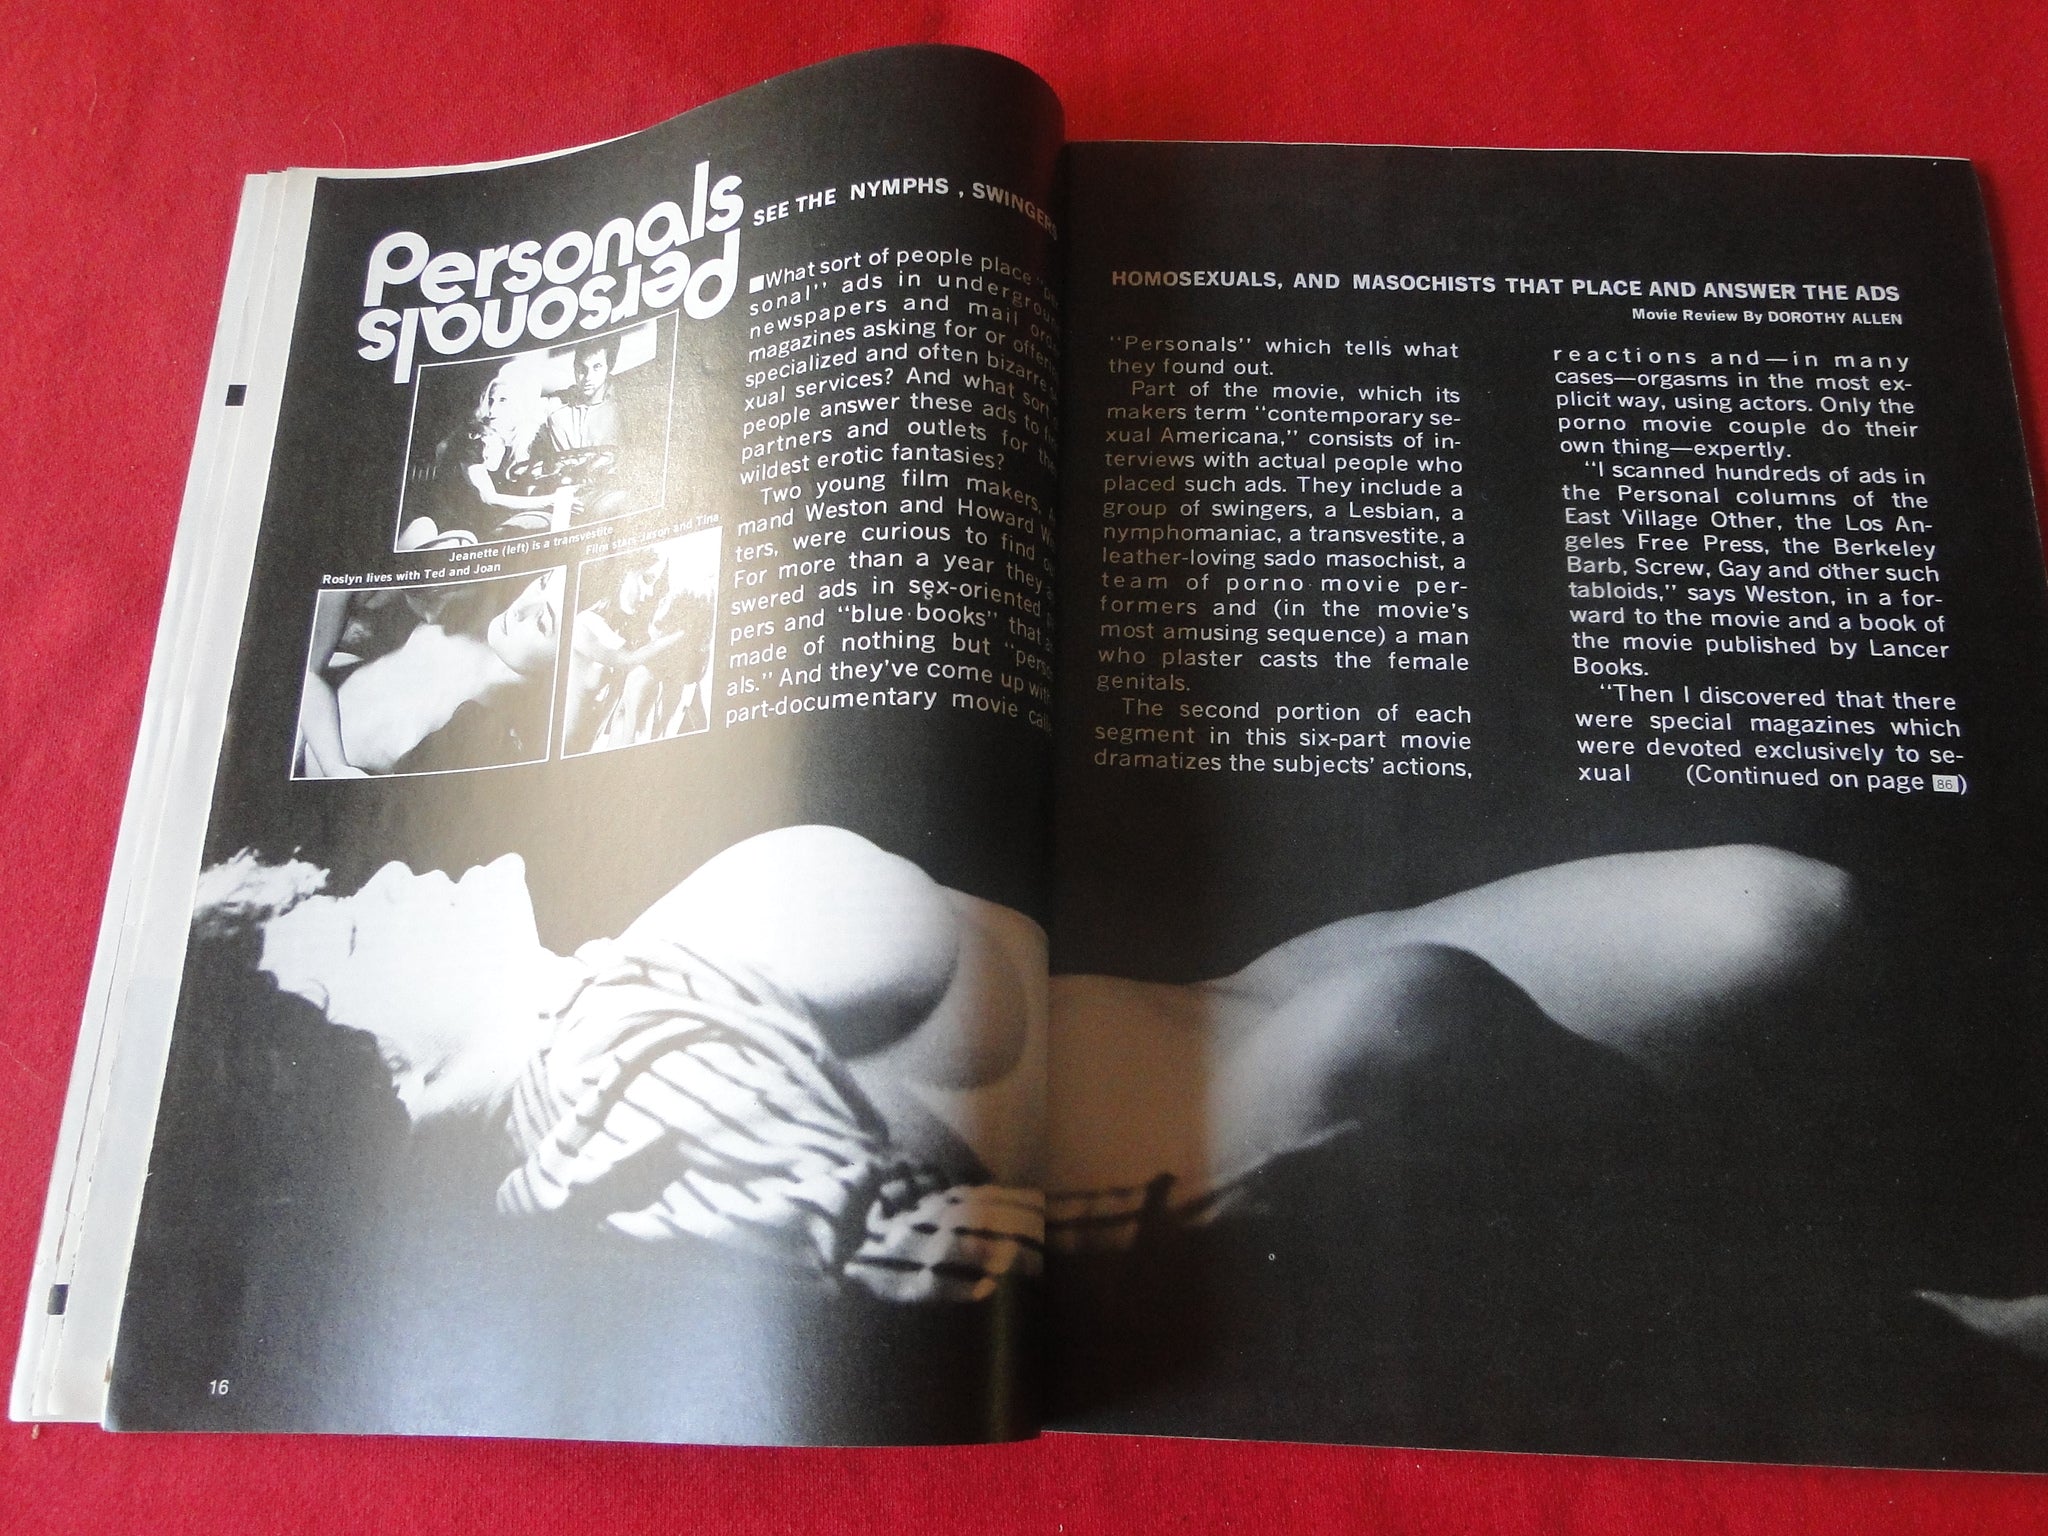 Personals
Personals
SEE THE NYMPHS, SWINGERS
■What sort of people place
sonal" ads in
newspapers and mail
magazines asking for or
specialized and often bizarre
xual services? And what sort
people answer these ads to
partners and outlets for
wildest erotic fantasies?
Two young film makers,
mand Weston and Howard
ters, were curious to find
For more than a year they
swered ads in sex-oriented
pers and "blue books" that
made of nothing but
als." And they've come up with
part-documentary movie
Jeanette (left) is a transvestite
Film stars Jason and Tina
Roslyn lives with Ted and Joan
16
HOMOSEXUALS, AND MASOCHISTS THAT PLACE AND ANSWER THE ADS
Movie Review By DOROTHY ALLEN
"Personals" which tells what
they found out.
Part of the movie, which its
makers term "contemporary se-
xual Americana," consists of in-
terviews with actual people who
placed such ads. They include a
group of swingers, a Lesbian, a
nymphomaniac, a transvestite, a
leather-loving sado masochist, a
team of porno movie per-
formers and (in the movie's
most amusing sequence) a man
who plaster casts the female
genitals.
The second portion of each
segment in this six-part movie
dramatizes the subjects' actions,
reactions and—in many
cases—orgasms in the most ex-
plicit way, using actors. Only the
porno movie couple do their
own thing—expertly.
"I scanned hundreds of ads in
the Personal columns of the
East Village Other, the Los An-
geles Free Press, the Berkeley
Barb, Screw, Gay and other such
tabloids," says Weston, in a for-
ward to the movie and a book of
the movie published by Lancer
Books.
"Then I discovered that there
were special magazines which
were devoted exclusively to se-
xual (Continued on page 86)